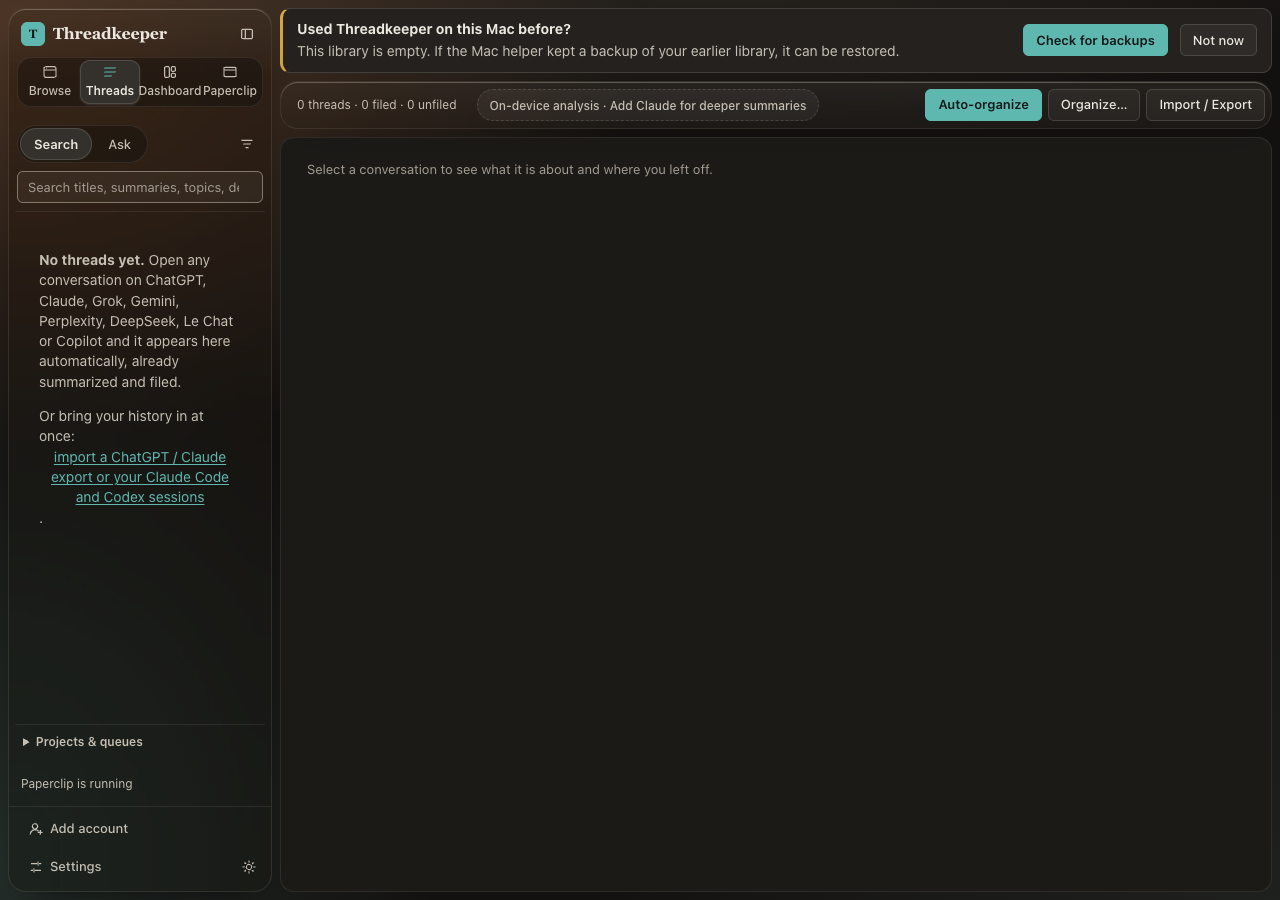 T Threadkeeper
Browse Threads Dashboard Paperclip
Search Ask
Search titles, summaries, topics, de
No threads yet. Open any
conversation on ChatGPT,
Claude, Grok, Gemini,
Perplexity, DeepSeek, Le Chat
or Copilot and it appears here
automatically, already
summarized and filed.
Or bring your history in at
once:
import a ChatGPT / Claude
export or your Claude Code
and Codex sessions
.
Projects & queues
Paperclip is running
Add account
Settings
Used Threadkeeper on this Mac before?
This library is empty. If the Mac helper kept a backup of your earlier library, it can be restored.
Check for backups Not now
0 threads · 0 filed · 0 unfiled On-device analysis · Add Claude for deeper summaries Auto-organize Organize... Import / Export
Select a conversation to see what it is about and where you left off.